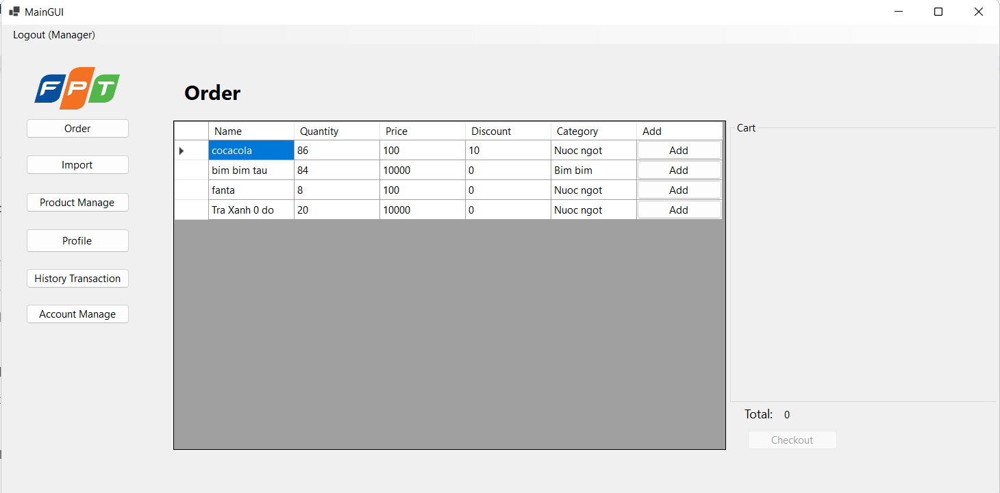 MainGUI
Logout (Manager)
FPT
Order
Import
Product Manage
Profile
History Transaction
Account Manage
Order
Name Quantity Price Discount Category Add
cocacola 86 100 10 Nuoc ngot Add
bim bim tau 84 10000 0 Bim bim Add
fanta 8 100 0 Nuoc ngot Add
Tra Xanh 0 do 20 10000 0 Nuoc ngot Add
Cart
Total: 0
Checkout